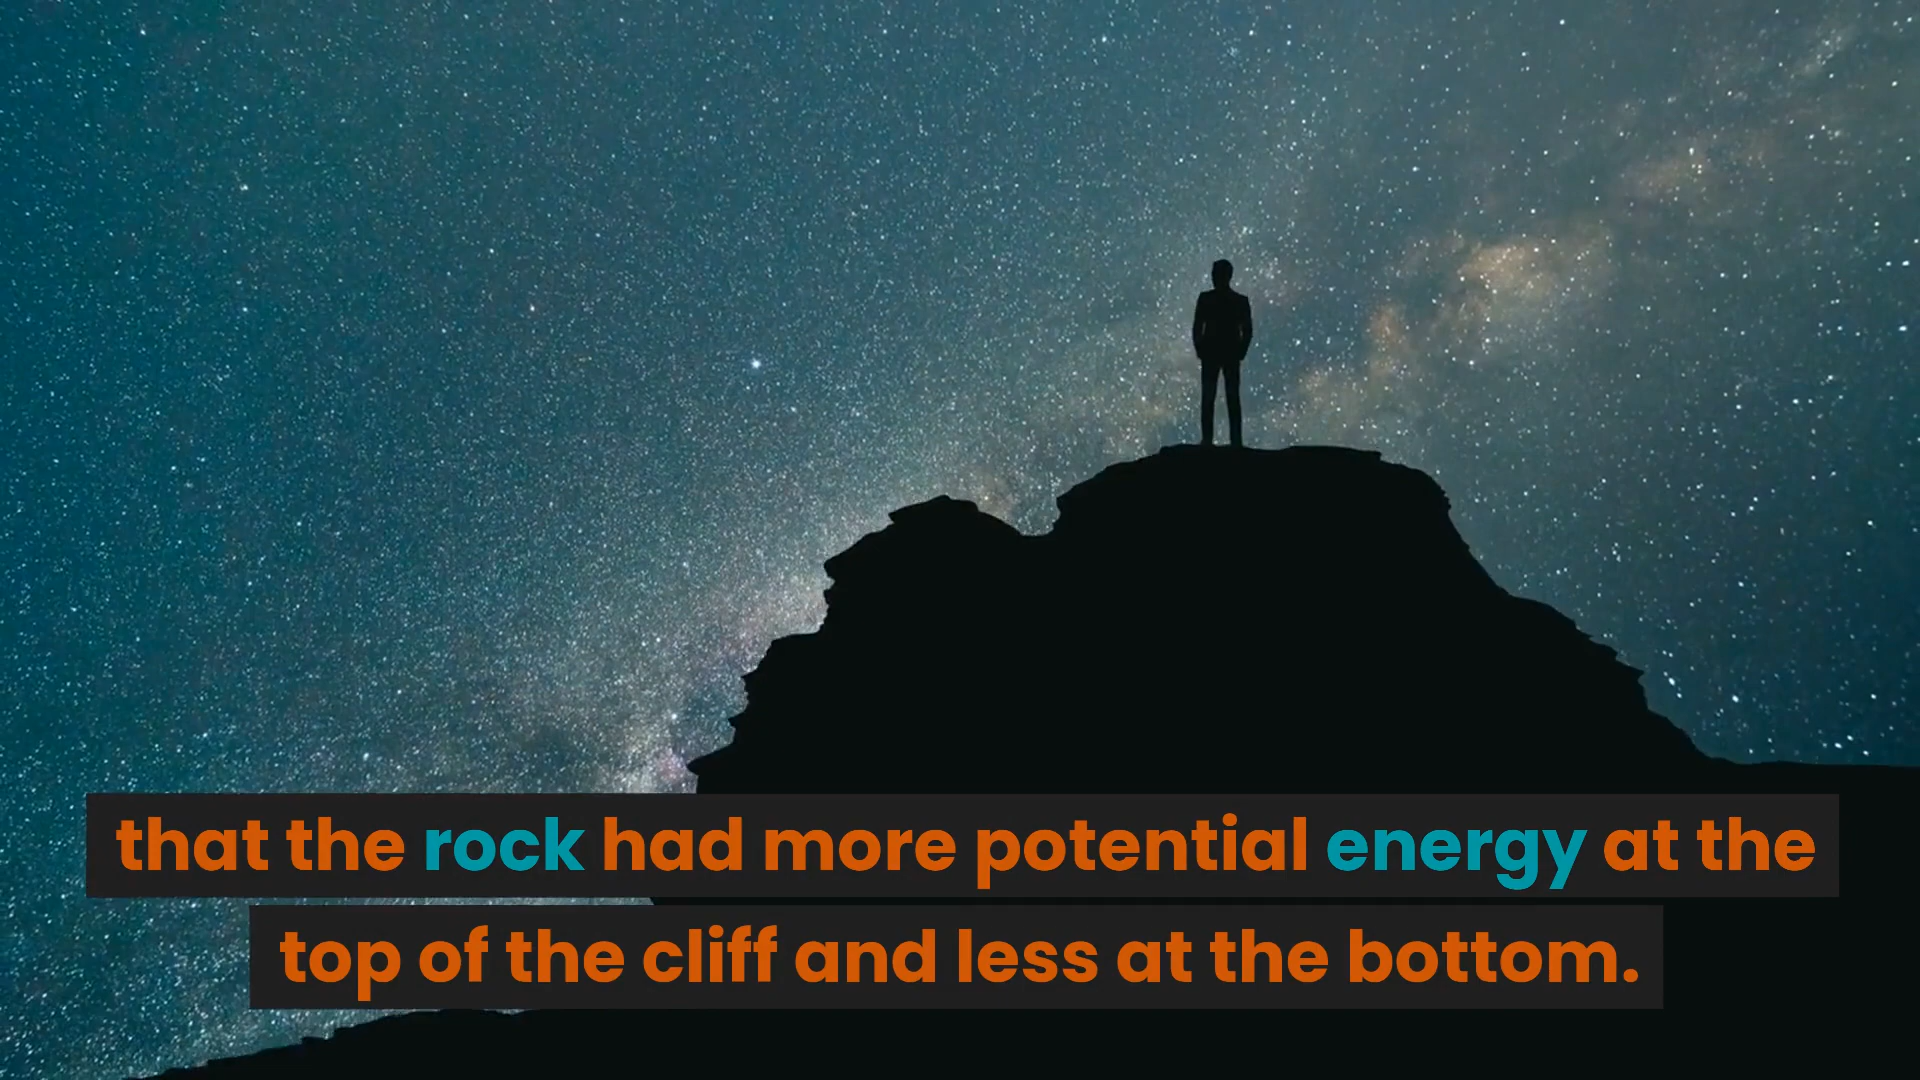 that the rock had more potential energy at the
top of the cliff and less at the bottom.